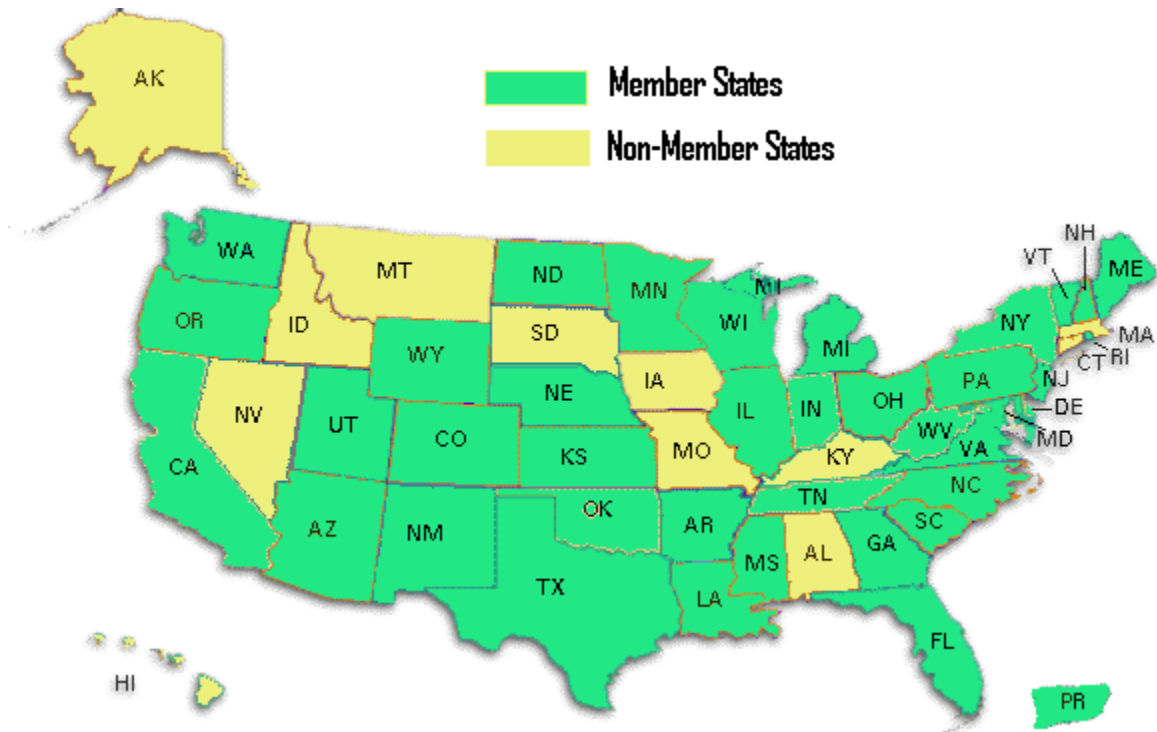 AK
Member States
Non-Member States
NH
VT
ME
WA
MT
ND
MN
MI
OR
ID
SD
WI
NY
MA
WY
MI
RI
CT
IA
PA
NV
NE
NJ
UT
IL
IN
OH
DE
CO
MD
WV
CA
KS
MO
KY
VA
TN
NC
AZ
NM
OK
AR
SC
MS
AL
GA
TX
LA
FL
HI
PR